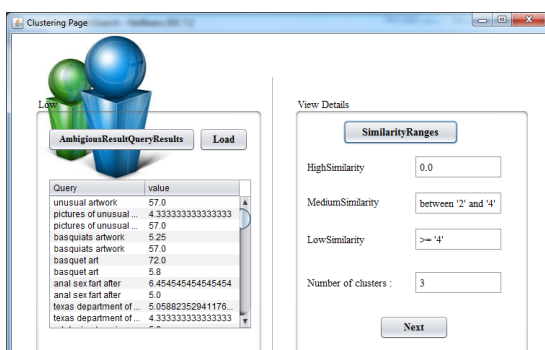 Clustering Page
Low
AmbigiousResultQueryResults Load
Query value
unusual artwork 57.0
pictures of unusual ... 4.333333333333333
pictures of unusual ... 57.0
basquiats artwork 5.25
basquiats artwork 57.0
basquet art 72.0
basquet art 5.8
anal sex fart after 6.454545454545454
anal sex fart after 5.0
texas department of ... 5.05882352941176...
texas department of ... 4.333333333333333
View Details
SimilarityRanges
HighSimilarity 0.0
MediumSimilarity between '2' and '4'
LowSimilarity >= '4'
Number of clusters : 3
Next